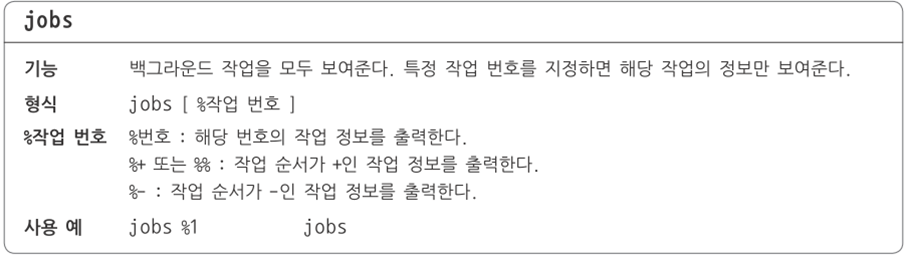 jobs
기능 백그라운드 작업을 모두 보여준다. 특정 작업 번호를 지정하면 해당 작업의 정보만 보여준다.
형식 jobs [ %작업 번호 ]
%작업 번호 %번호 : 해당 번호의 작업 정보를 출력한다.
%+ 또는 %% : 작업 순서가 +인 작업 정보를 출력한다.
%- : 작업 순서가 -인 작업 정보를 출력한다.
사용 예 jobs %1 jobs